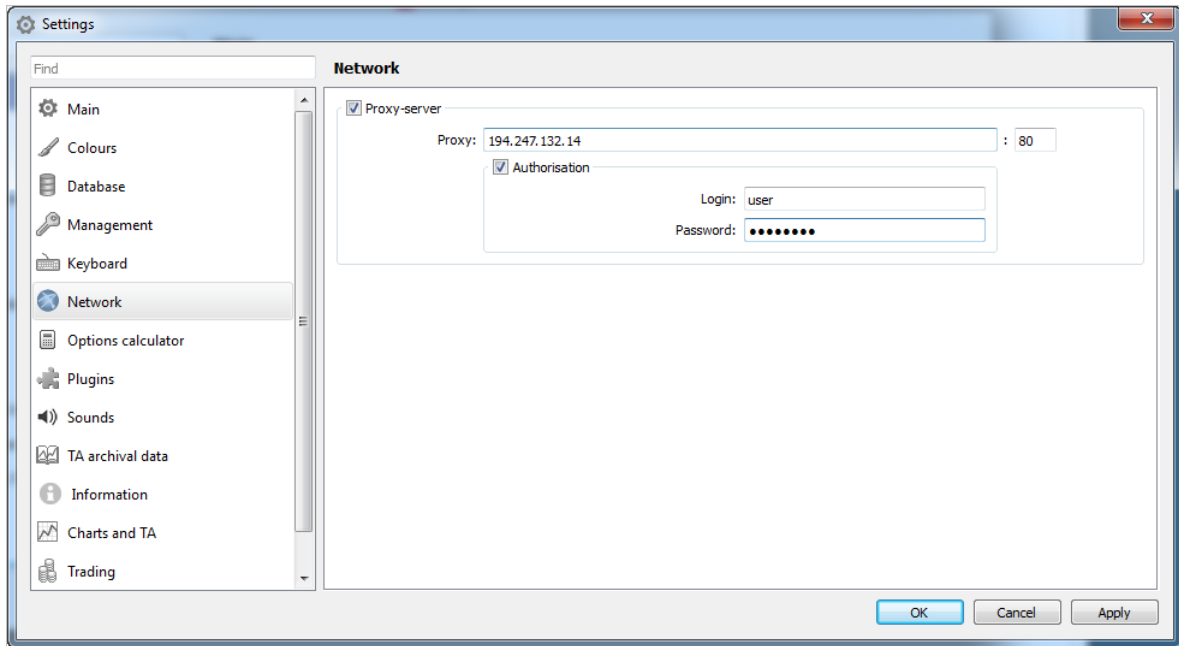 Settings
Find
Network
Main
Colours
Database
Management
Keyboard
Network
Options calculator
Plugins
Sounds
TA archival data
Information
Charts and TA
Trading
Proxy-server
Proxy: 194.247.132.14 : 80
Authorisation
Login: user
Password: ●●●●●●●●
OK Cancel Apply